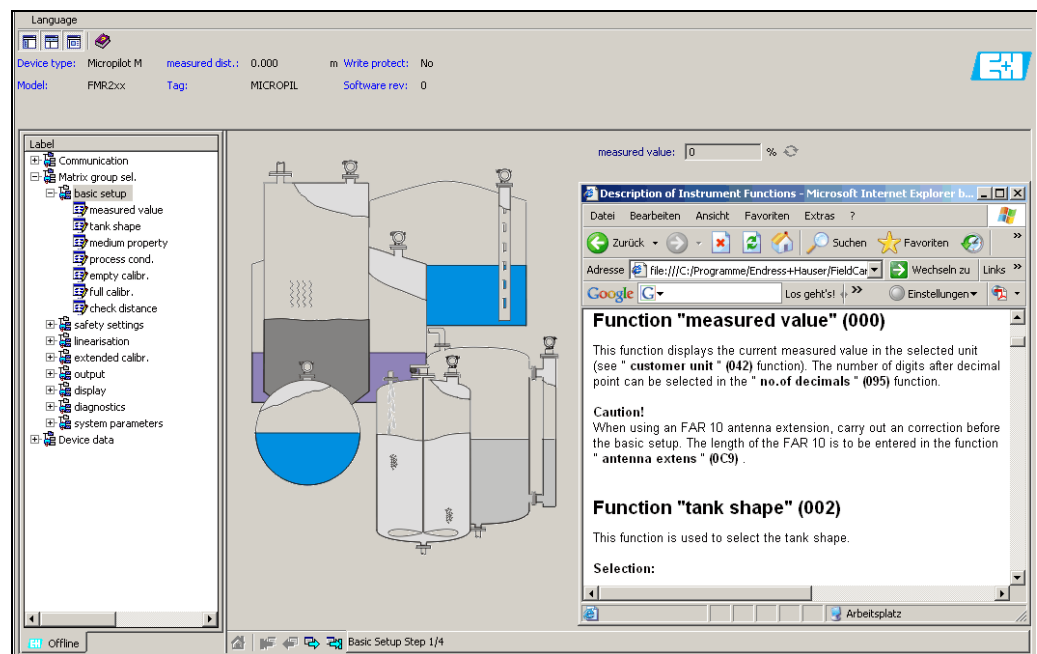 Language
Device type: Micropilot M measured dist.: 0.000 m Write protect: No
Model: FMR2xx Tag: MICROPIL Software rev: 0
E+H
Label
Communication
Matrix group sel.
basic setup
measured value
tank shape
medium property
process cond.
empty calibr.
full calibr.
check distance
safety settings
linearisation
extended calibr.
output
display
diagnostics
system parameters
Device data
Offline
measured value: 0 %
Description of Instrument Functions - Microsoft Internet Explorer b...
Datei Bearbeiten Ansicht Favoriten Extras ?
Zurück Suchen Favoriten »
Adresse file:///C:/Programme/Endress+Hauser/FieldCar Wechseln zu Links »
Google G Los geht's! » Einstellungen
Function "measured value" (000)
This function displays the current measured value in the selected unit
(see " customer unit " (042) function). The number of digits after decimal
point can be selected in the " no.of decimals " (095) function.
Caution!
When using an FAR 10 antenna extension, carry out an correction before
the basic setup. The length of the FAR 10 is to be entered in the function
" antenna extens " (0C9) .
Function "tank shape" (002)
This function is used to select the tank shape.
Selection:
Arbeitsplatz
Basic Setup Step 1/4